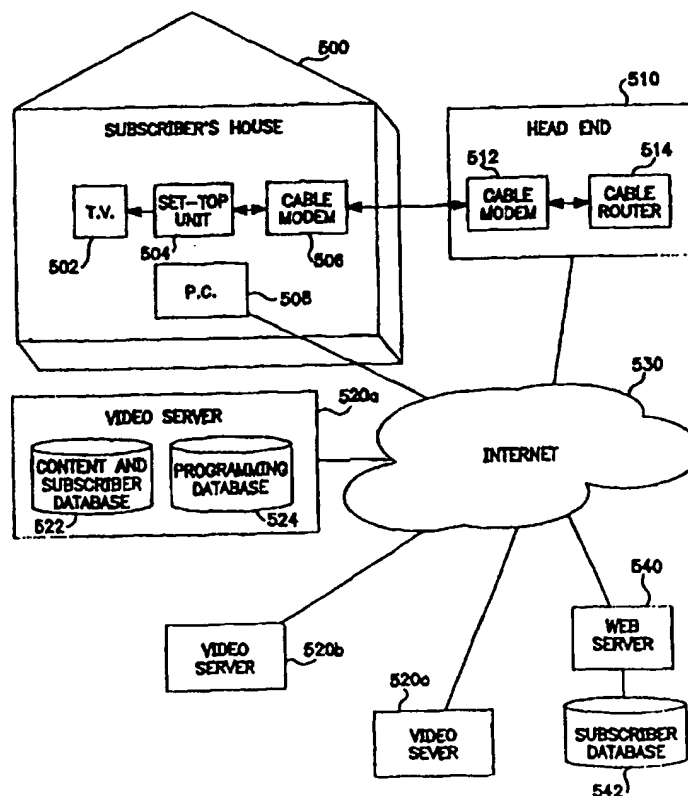 500
510
SUBSCRIBER'S HOUSE
HEAD END
512
514
T.V.
SET-TOP
UNIT
CABLE
MODEM
CABLE
MODEM
CABLE
ROUTER
502
504
506
P.C.
508
530
520a
VIDEO SERVER
CONTENT AND
SUBSCRIBER
DATABASE
PROGRAMMING
DATABASE
INTERNET
522
524
540
WEB
SERVER
VIDEO
SERVER
520b
520c
VIDEO
SEVER
SUBSCRIBER
DATABASE
542